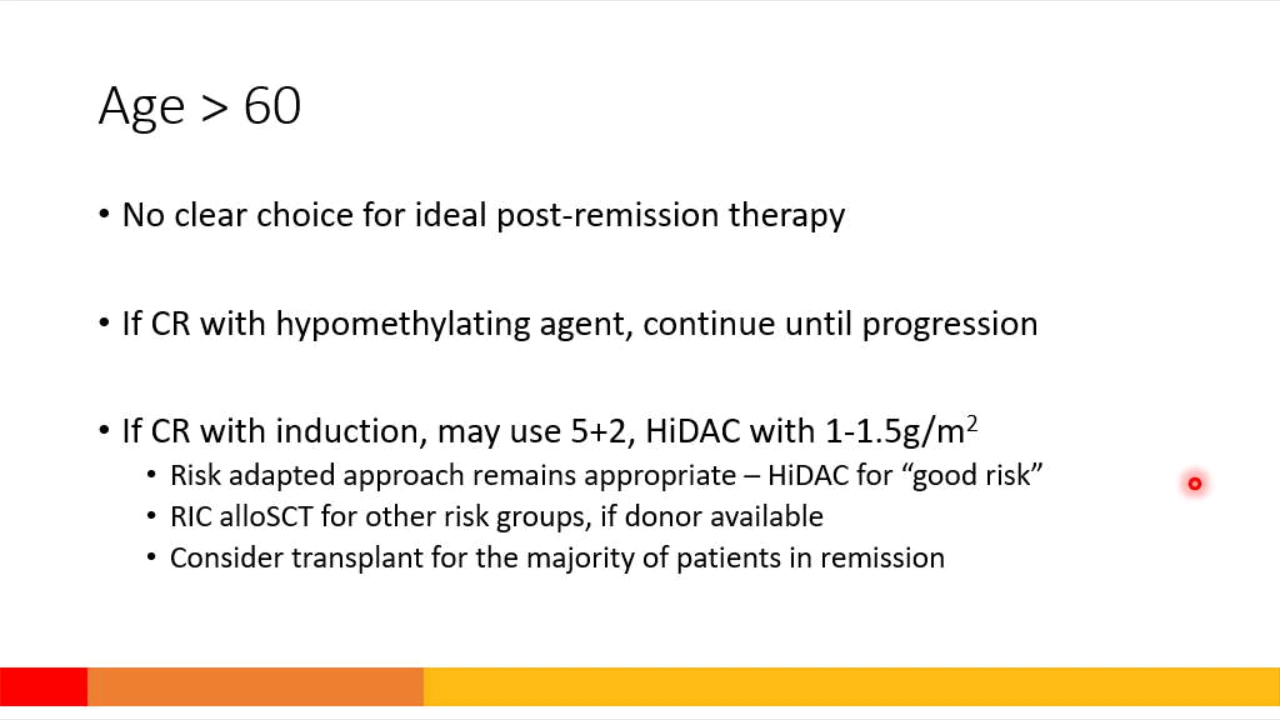 Age > 60
• No clear choice for ideal post-remission therapy
• If CR with hypomethylating agent, continue until progression
• If CR with induction, may use 5+2, HiDAC with 1-1.5g/m²
• Risk adapted approach remains appropriate – HiDAC for “good risk”
• RIC alloSCT for other risk groups, if donor available
• Consider transplant for the majority of patients in remission